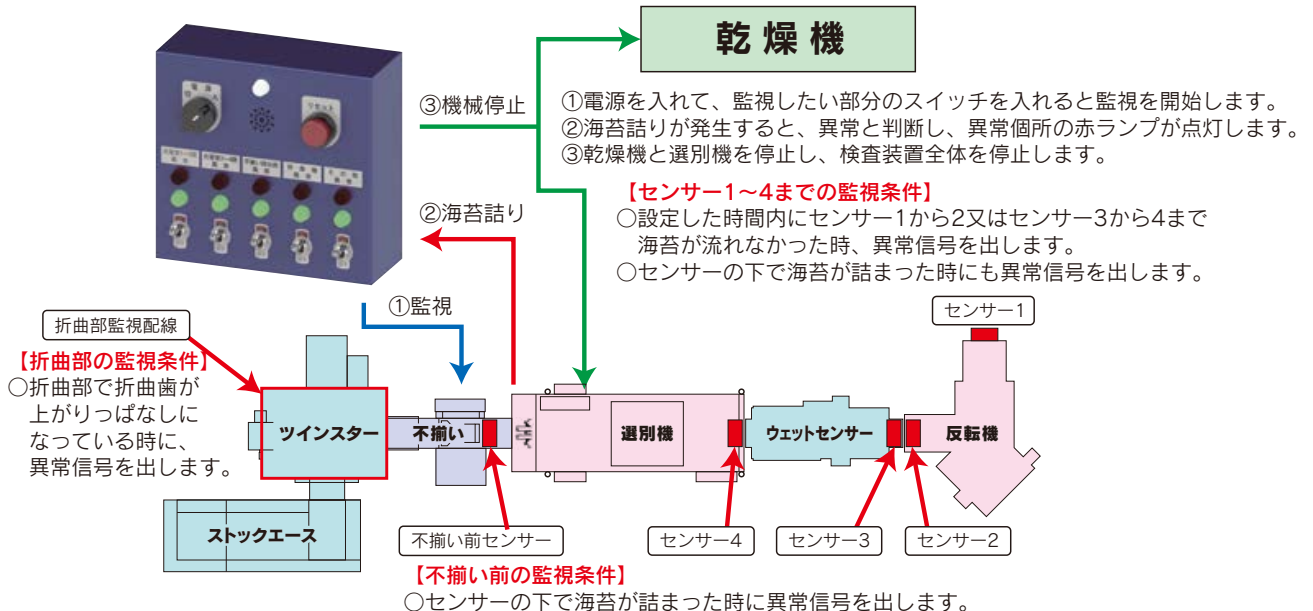 乾燥機
電源
切
入
リセット
③機械停止
①電源を入れて、監視したい部分のスイッチを入れると監視を開始します。
②海苔詰りが発生すると、異常と判断し、異常個所の赤ランプが点灯します。
③乾燥機と選別機を停止し、検査装置全体を停止します。
【センサー1〜4までの監視条件】
○設定した時間内にセンサー1から2又はセンサー3から4まで
海苔が流れなかった時、異常信号を出します。
○センサーの下で海苔が詰まった時にも異常信号を出します。
②海苔詰り
①監視
センサー1
折曲部監視配線
【折曲部の監視条件】
○折曲部で折曲歯が
上がりっぱなしに
なっている時に、
異常信号を出します。
ツインスター
不揃い
選別機
ウェットセンサー
反転機
ストックエース
不揃い前センサー
センサー4
センサー3
センサー2
【不揃い前の監視条件】
○センサーの下で海苔が詰まった時に異常信号を出します。